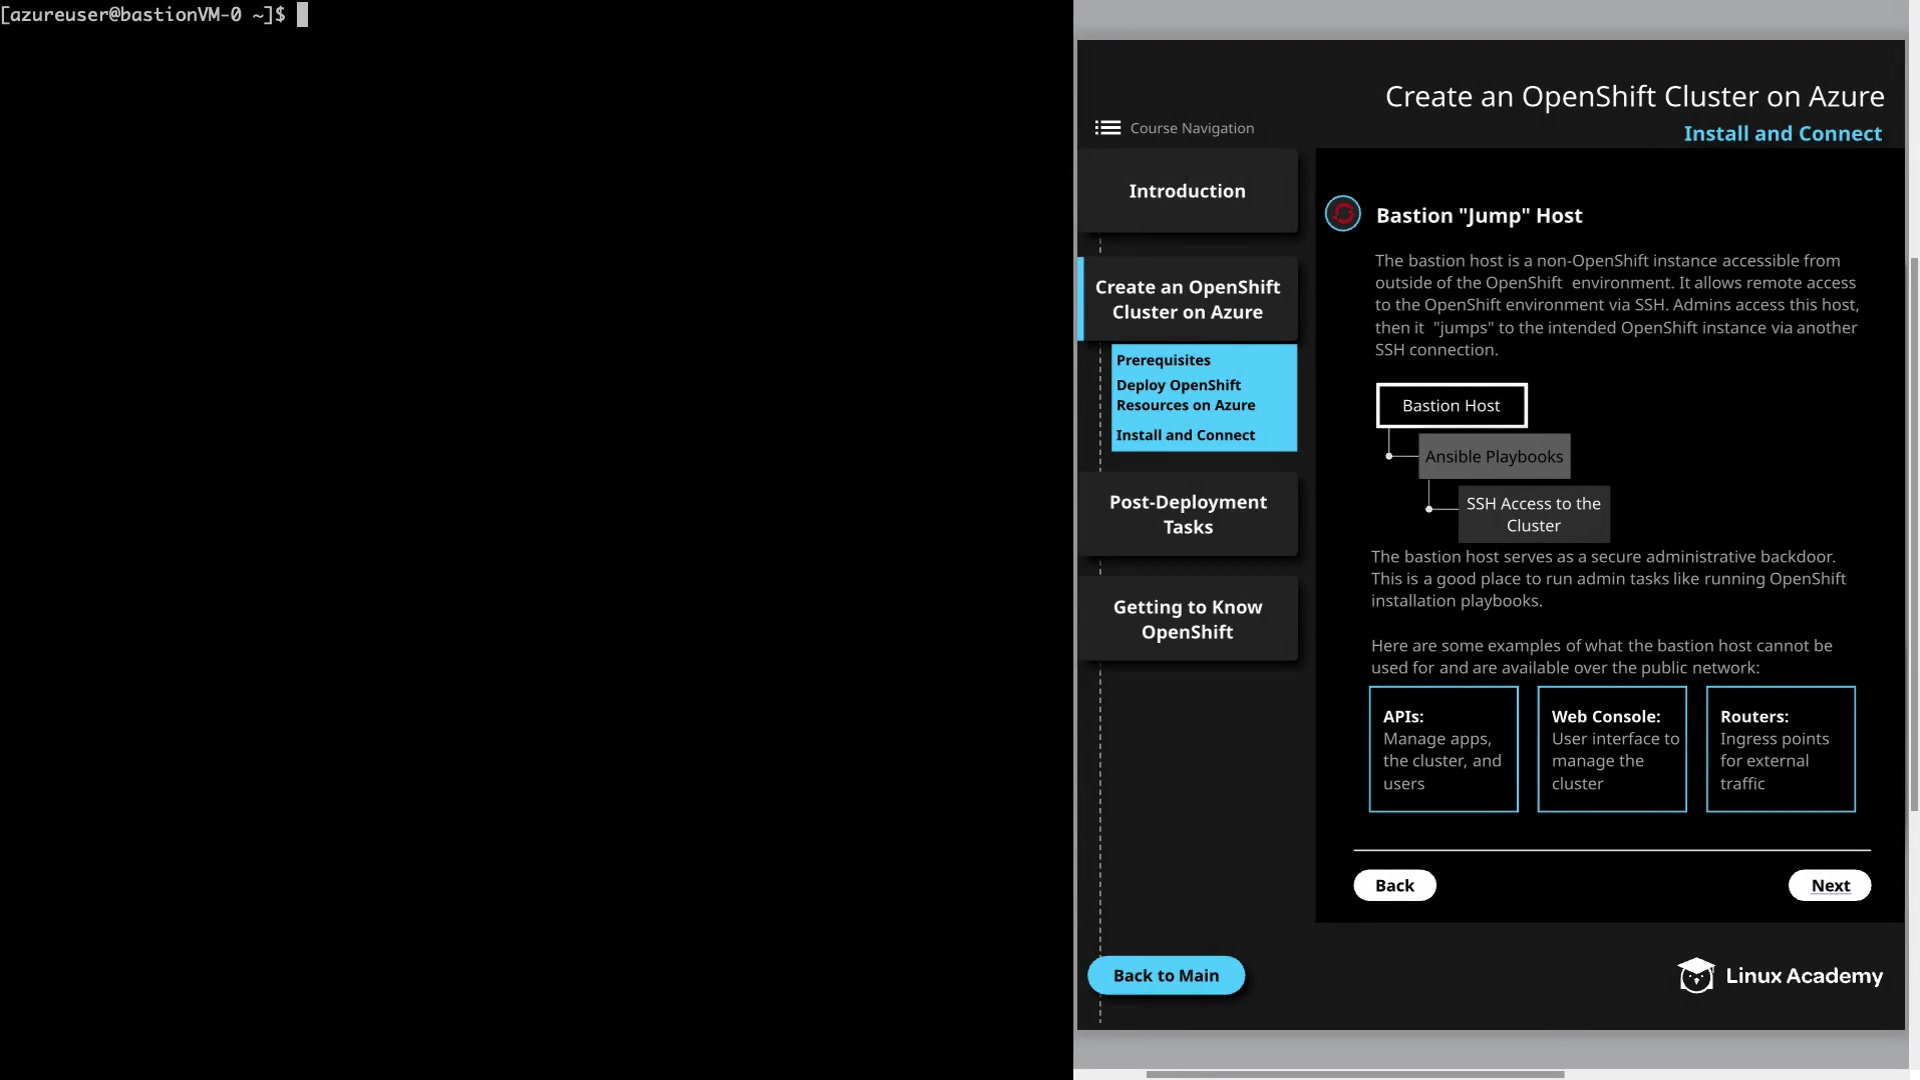 [azureuser@bastionVM-0 ~]$
Create an OpenShift Cluster on Azure
Install and Connect
Course Navigation
Introduction
Create an OpenShift
Cluster on Azure
Prerequisites
Deploy OpenShift
Resources on Azure
Install and Connect
Post-Deployment
Tasks
Getting to Know
OpenShift
Back to Main
Bastion "Jump" Host
The bastion host is a non-OpenShift instance accessible from
outside of the OpenShift environment. It allows remote access
to the OpenShift environment via SSH. Admins access this host,
then it "jumps" to the intended OpenShift instance via another
SSH connection.
Bastion Host
Ansible Playbooks
SSH Access to the
Cluster
The bastion host serves as a secure administrative backdoor.
This is a good place to run admin tasks like running OpenShift
installation playbooks.
Here are some examples of what the bastion host cannot be
used for and are available over the public network:
APIs:
Manage apps,
the cluster, and
users
Web Console:
User interface to
manage the
cluster
Routers:
Ingress points
for external
traffic
Back
Next
Linux Academy